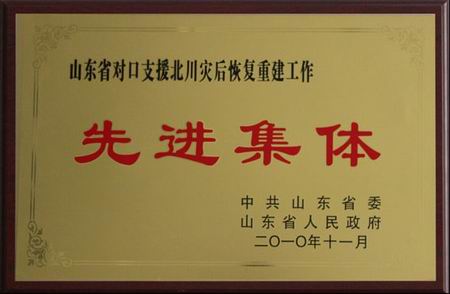 山东省对口支援北川灾后恢复重建工作
先进集体
中共山东省委
山东省人民政府
二〇一〇年十一月